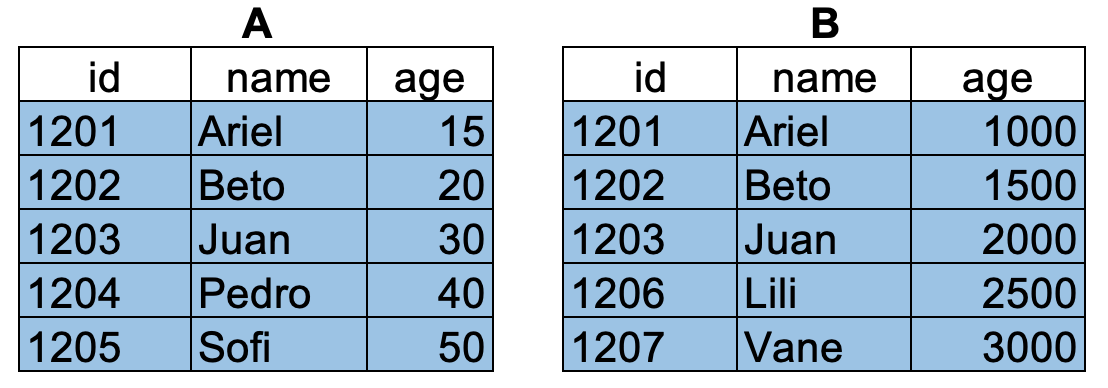 A B
id name age id name age
1201 Ariel 15 1201 Ariel 1000
1202 Beto 20 1202 Beto 1500
1203 Juan 30 1203 Juan 2000
1204 Pedro 40 1206 Lili 2500
1205 Sofi 50 1207 Vane 3000